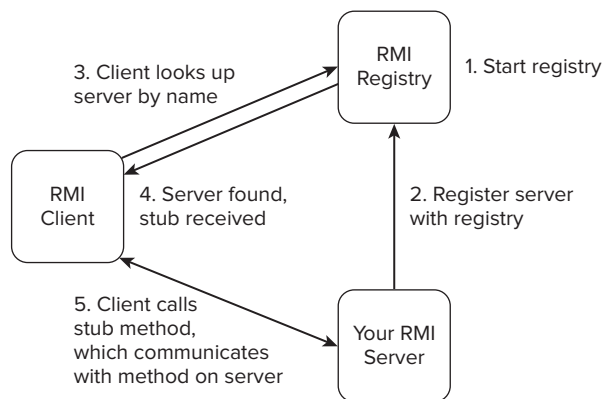 RMI
Registry
1. Start registry
3. Client looks up
server by name
RMI
Client
4. Server found,
stub received
2. Register server
with registry
5. Client calls
stub method,
which communicates
with method on server
Your RMI
Server